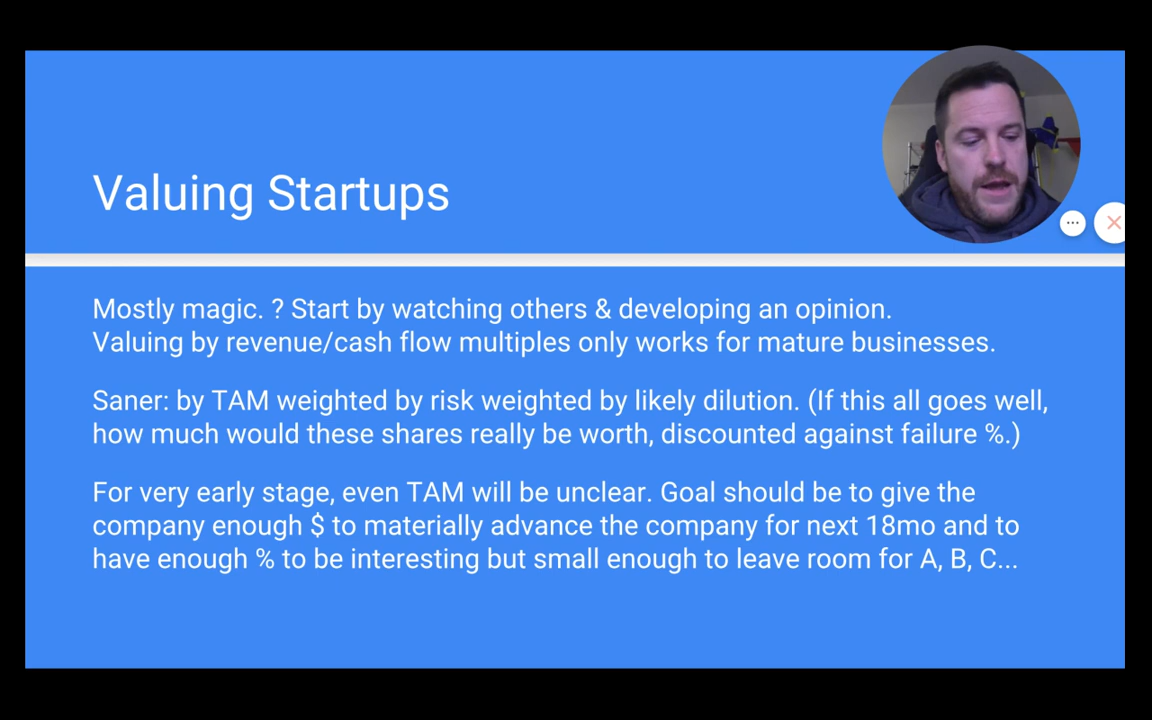 Valuing Startups
Mostly magic. ? Start by watching others & developing an opinion.
Valuing by revenue/cash flow multiples only works for mature businesses.
Saner: by TAM weighted by risk weighted by likely dilution. (If this all goes well,
how much would these shares really be worth, discounted against failure %.)
For very early stage, even TAM will be unclear. Goal should be to give the
company enough $ to materially advance the company for next 18mo and to
have enough % to be interesting but small enough to leave room for A, B, C...